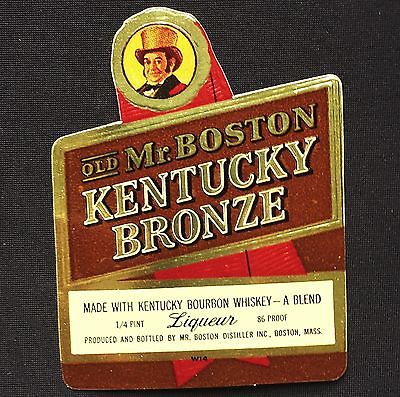 OLD Mr. BOSTON
KENTUCKY
BRONZE
MADE WITH KENTUCKY BOURBON WHISKEY — A BLEND
1/4 PINT Liqueur 86 PROOF
PRODUCED AND BOTTLED BY MR. BOSTON DISTILLER INC., BOSTON, MASS.
W14